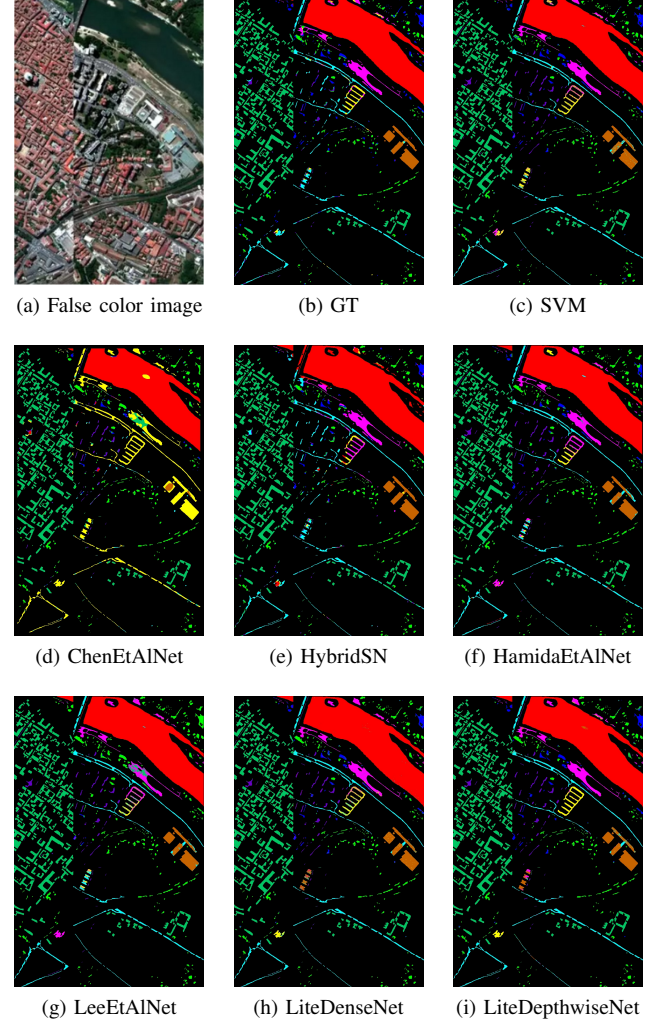 (a) False color image
(b) GT
(c) SVM
(d) ChenEtAlNet
(e) HybridSN
(f) HamidaEtAlNet
(g) LeeEtAlNet
(h) LiteDenseNet
(i) LiteDepthwiseNet